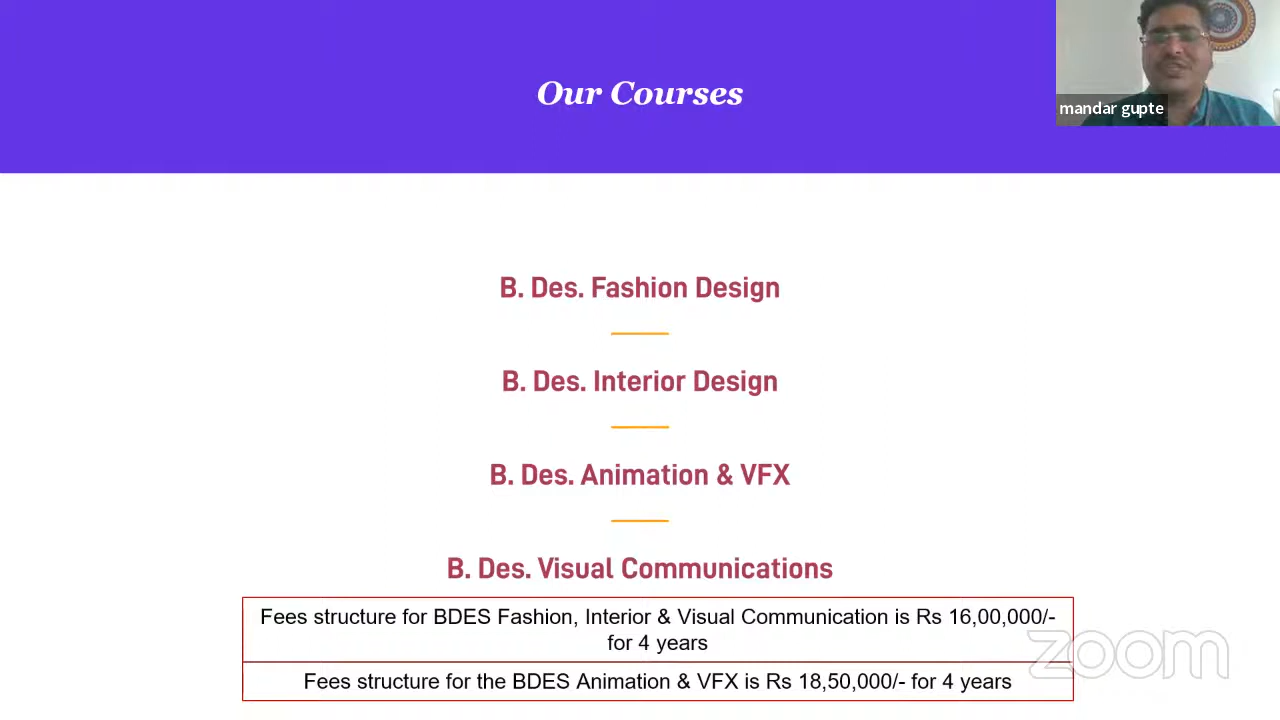 Our Courses
mandar gupte
B. Des. Fashion Design
B. Des. Interior Design
B. Des. Animation & VFX
B. Des. Visual Communications
Fees structure for BDES Fashion, Interior & Visual Communication is Rs 16,00,000/-
for 4 years
Fees structure for the BDES Animation & VFX is Rs 18,50,000/- for 4 years
zoom